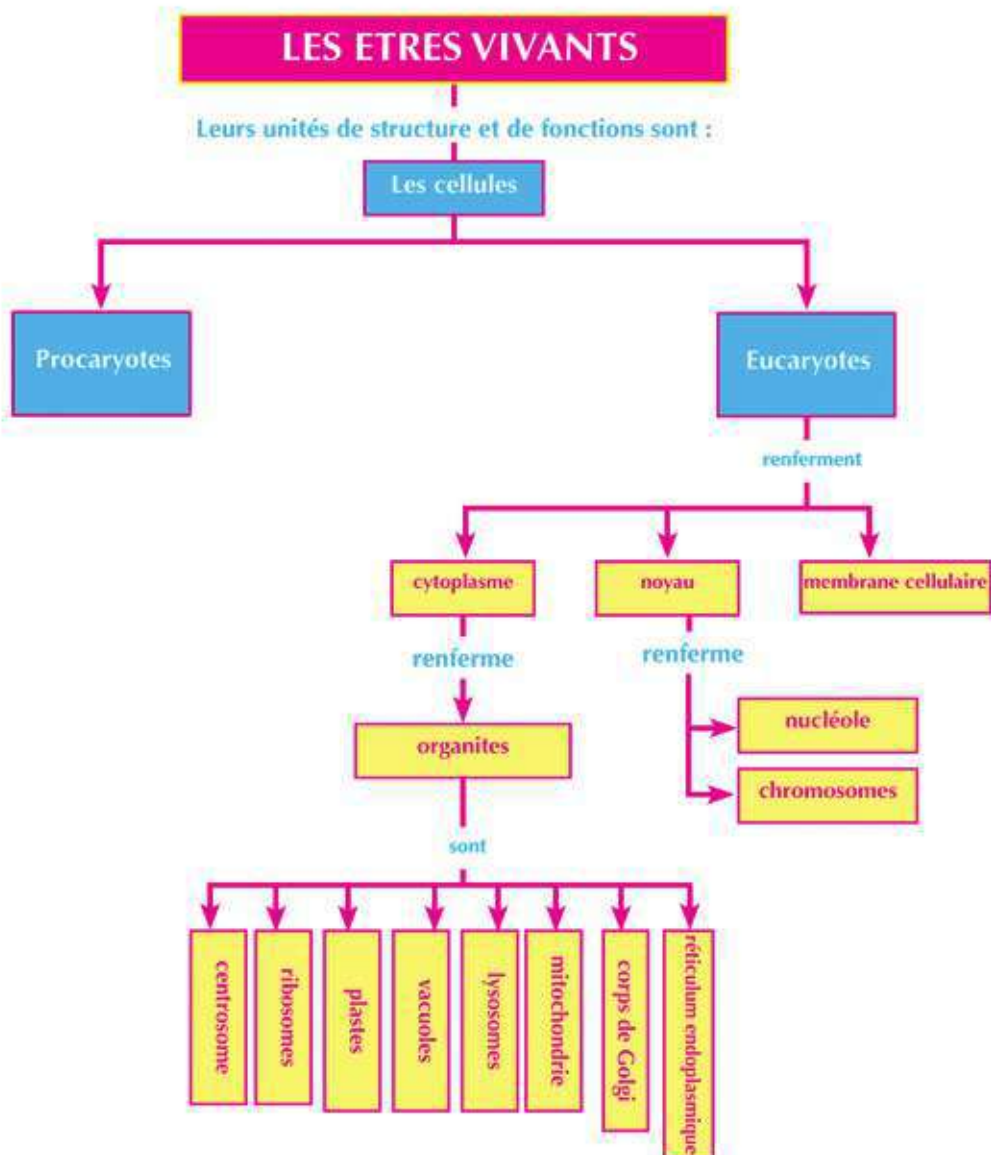 LES ETRES VIVANTS
Leurs unités de structure et de fonctions sont :
Les cellules
Procaryotes
Eucaryotes
renferment
cytoplasme
noyau
membrane cellulaire
renferme
renferme
nucléole
organites
chromosomes
sont
centrosome
ribosomes
plastes
vacuoles
lysosomes
mitochondrie
corps de Golgi
réticulum endoplasmique